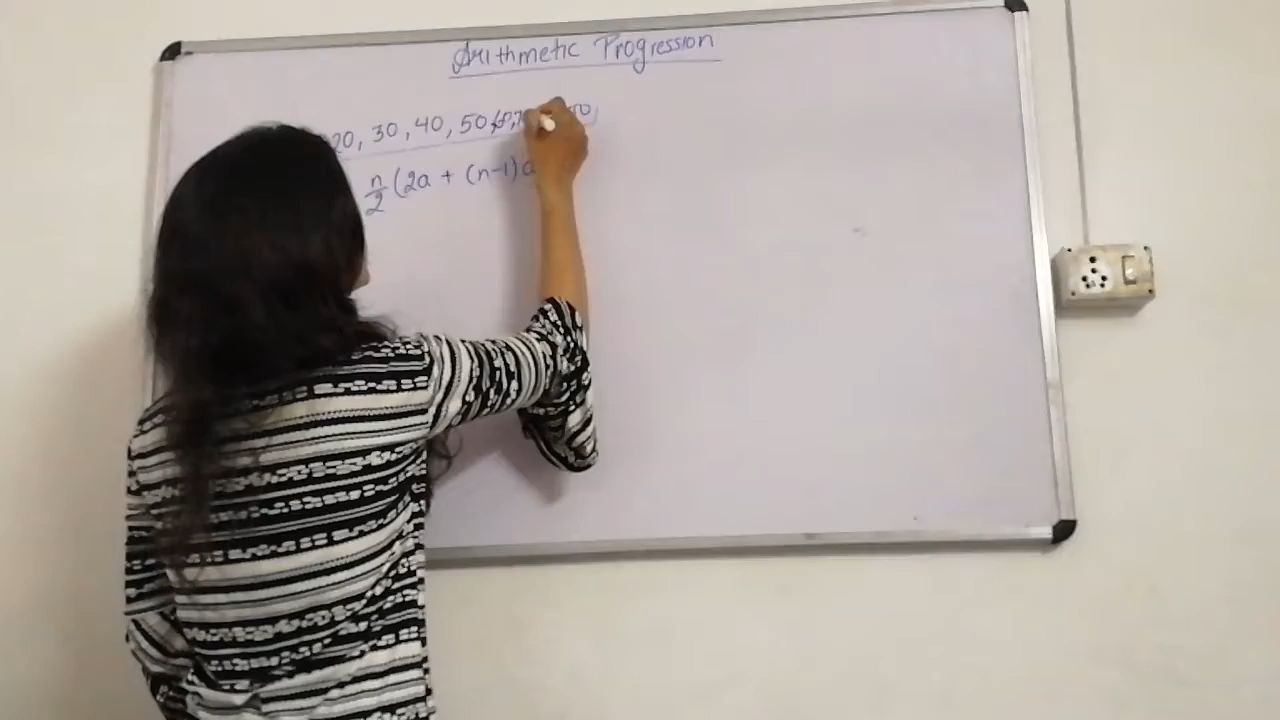 Arithmetic Progression
20, 30, 40, 50,
n/2 (2a + (n-1)d